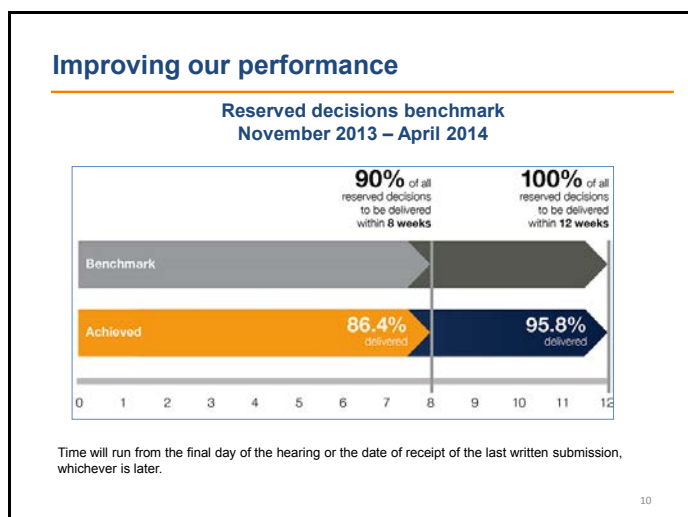 Improving our performance
Reserved decisions benchmark
November 2013 – April 2014
90% of all
reserved decisions
to be delivered
within 8 weeks
100% of all
reserved decisions
to be delivered
within 12 weeks
Benchmark
Achieved
86.4%
delivered
95.8%
delivered
0 1 2 3 4 5 6 7 8 9 10 11 12
Time will run from the final day of the hearing or the date of receipt of the last written submission,
whichever is later.
10